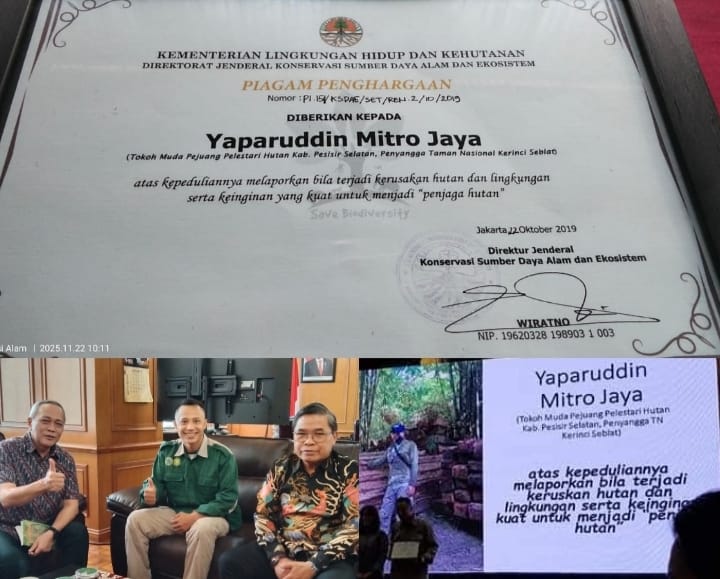 KEMENTERIAN LINGKUNGAN HIDUP DAN KEHUTANAN
DIREKTORAT JENDERAL KONSERVASI SUMBER DAYA ALAM DAN EKOSISTEM
PIAGAM PENGHARGAAN
Nomor : PI.151/KSDAE/SET/REN.2/10/2019
DIBERIKAN KEPADA
Yaparuddin Mitro Jaya
(Tokoh Muda Pejuang Pelestari Hutan Kab. Pesisir Selatan, Penyangga Taman Nasional Kerinci Seblat)
atas kepeduliannya melaporkan bila terjadi kerusakan hutan dan lingkungan
serta keinginan yang kuat untuk menjadi "penjaga hutan"
Save Biodiversity
Jakarta, 22 Oktober 2019
Direktur Jenderal
Konservasi Sumber Daya Alam dan Ekosistem
WIRATNO
NIP. 19620328 198903 1 003
si Alam | 2025.11.22 10:11
Yaparuddin
Mitro Jaya
(Tokoh Muda Pejuang Pelestari Hutan
Kab. Pesisir Selatan, Penyangga TN
Kerinci Seblat)
atas kepeduliannya
melaporkan bila terjadi
keruskan hutan dan
lingkungan serta keingina
kuat untuk menjadi "pen
hutan"